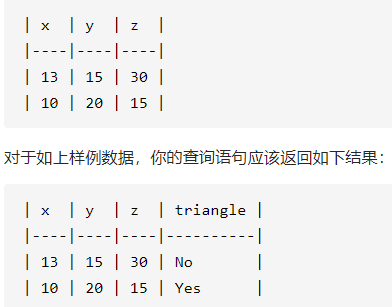 | x  | y  | z  |
|----|----|----|
| 13 | 15 | 30 |
| 10 | 20 | 15 |
对于如上样例数据，你的查询语句应该返回如下结果：
| x  | y  | z  | triangle |
|----|----|----|----------|
| 13 | 15 | 30 | No       |
| 10 | 20 | 15 | Yes      |